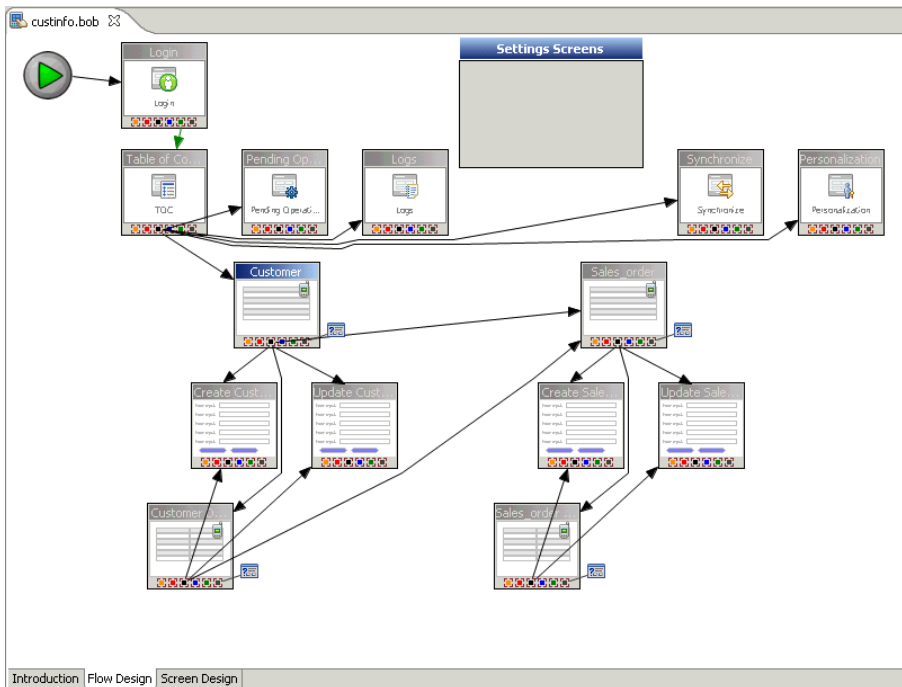 custinfo.bob
Login
Settings Screens
Login
Table of Co...
Pending Op...
Logs
Synchronize
Personalization
TOC
Pending Operati...
Logs
Synchronize
Personalization
Customer
Sales_order
Create Cust...
Update Cust...
Create Sale...
Update Sale...
Customer D...
Sales_order ...
Introduction
Flow Design
Screen Design